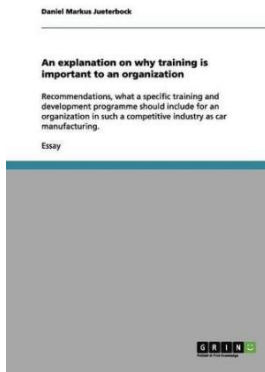 Daniel Markus Jueterbock
An explanation on why training is
important to an organization
Recommendations, what a specific training and
development programme should include for an
organization in such a competitive industry as car
manufacturing.
Essay
GRIN